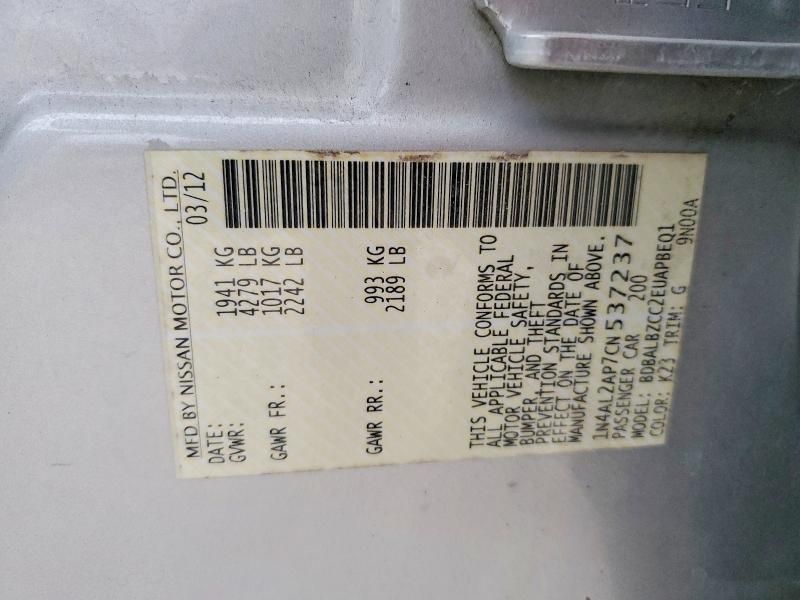 MFD BY NISSAN MOTOR CO., LTD.
DATE: 03/12
GVWR: 1941 KG
4279 LB
GAWR FR.: 1017 KG
2242 LB
GAWR RR.: 993 KG
2189 LB
THIS VEHICLE CONFORMS TO
ALL APPLICABLE FEDERAL
MOTOR VEHICLE SAFETY,
BUMPER, AND THEFT
PREVENTION STANDARDS IN
EFFECT ON THE DATE OF
MANUFACTURE SHOWN ABOVE.
1N4AL2AP7CN537237
PASSENGER CAR 200
MODEL: BDBALBZCC2EUAPBEQ1
COLOR: K23 TRIM: G 9N00A